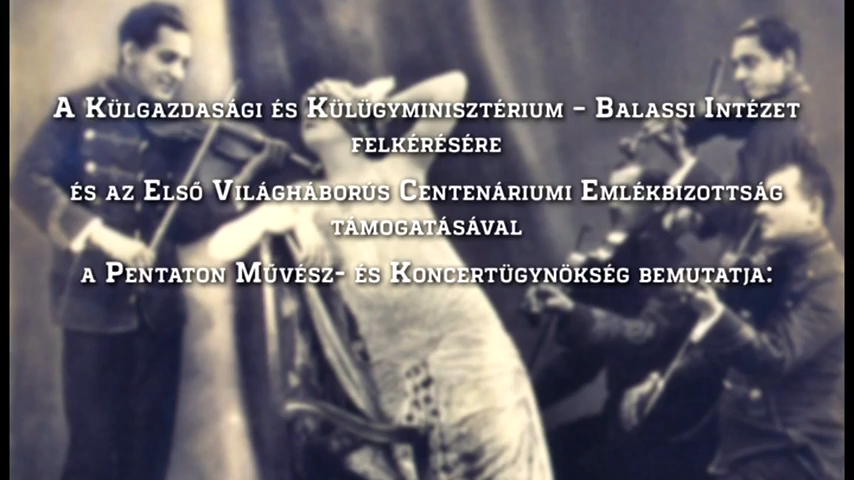 A Külgazdasági és Külügyminisztérium – Balassi Intézet
felkérésére
és az Első Világháborús Centenáriumi Emlékbizottság
támogatásával
a Pentaton Művész- és Koncertügynökség bemutatja: